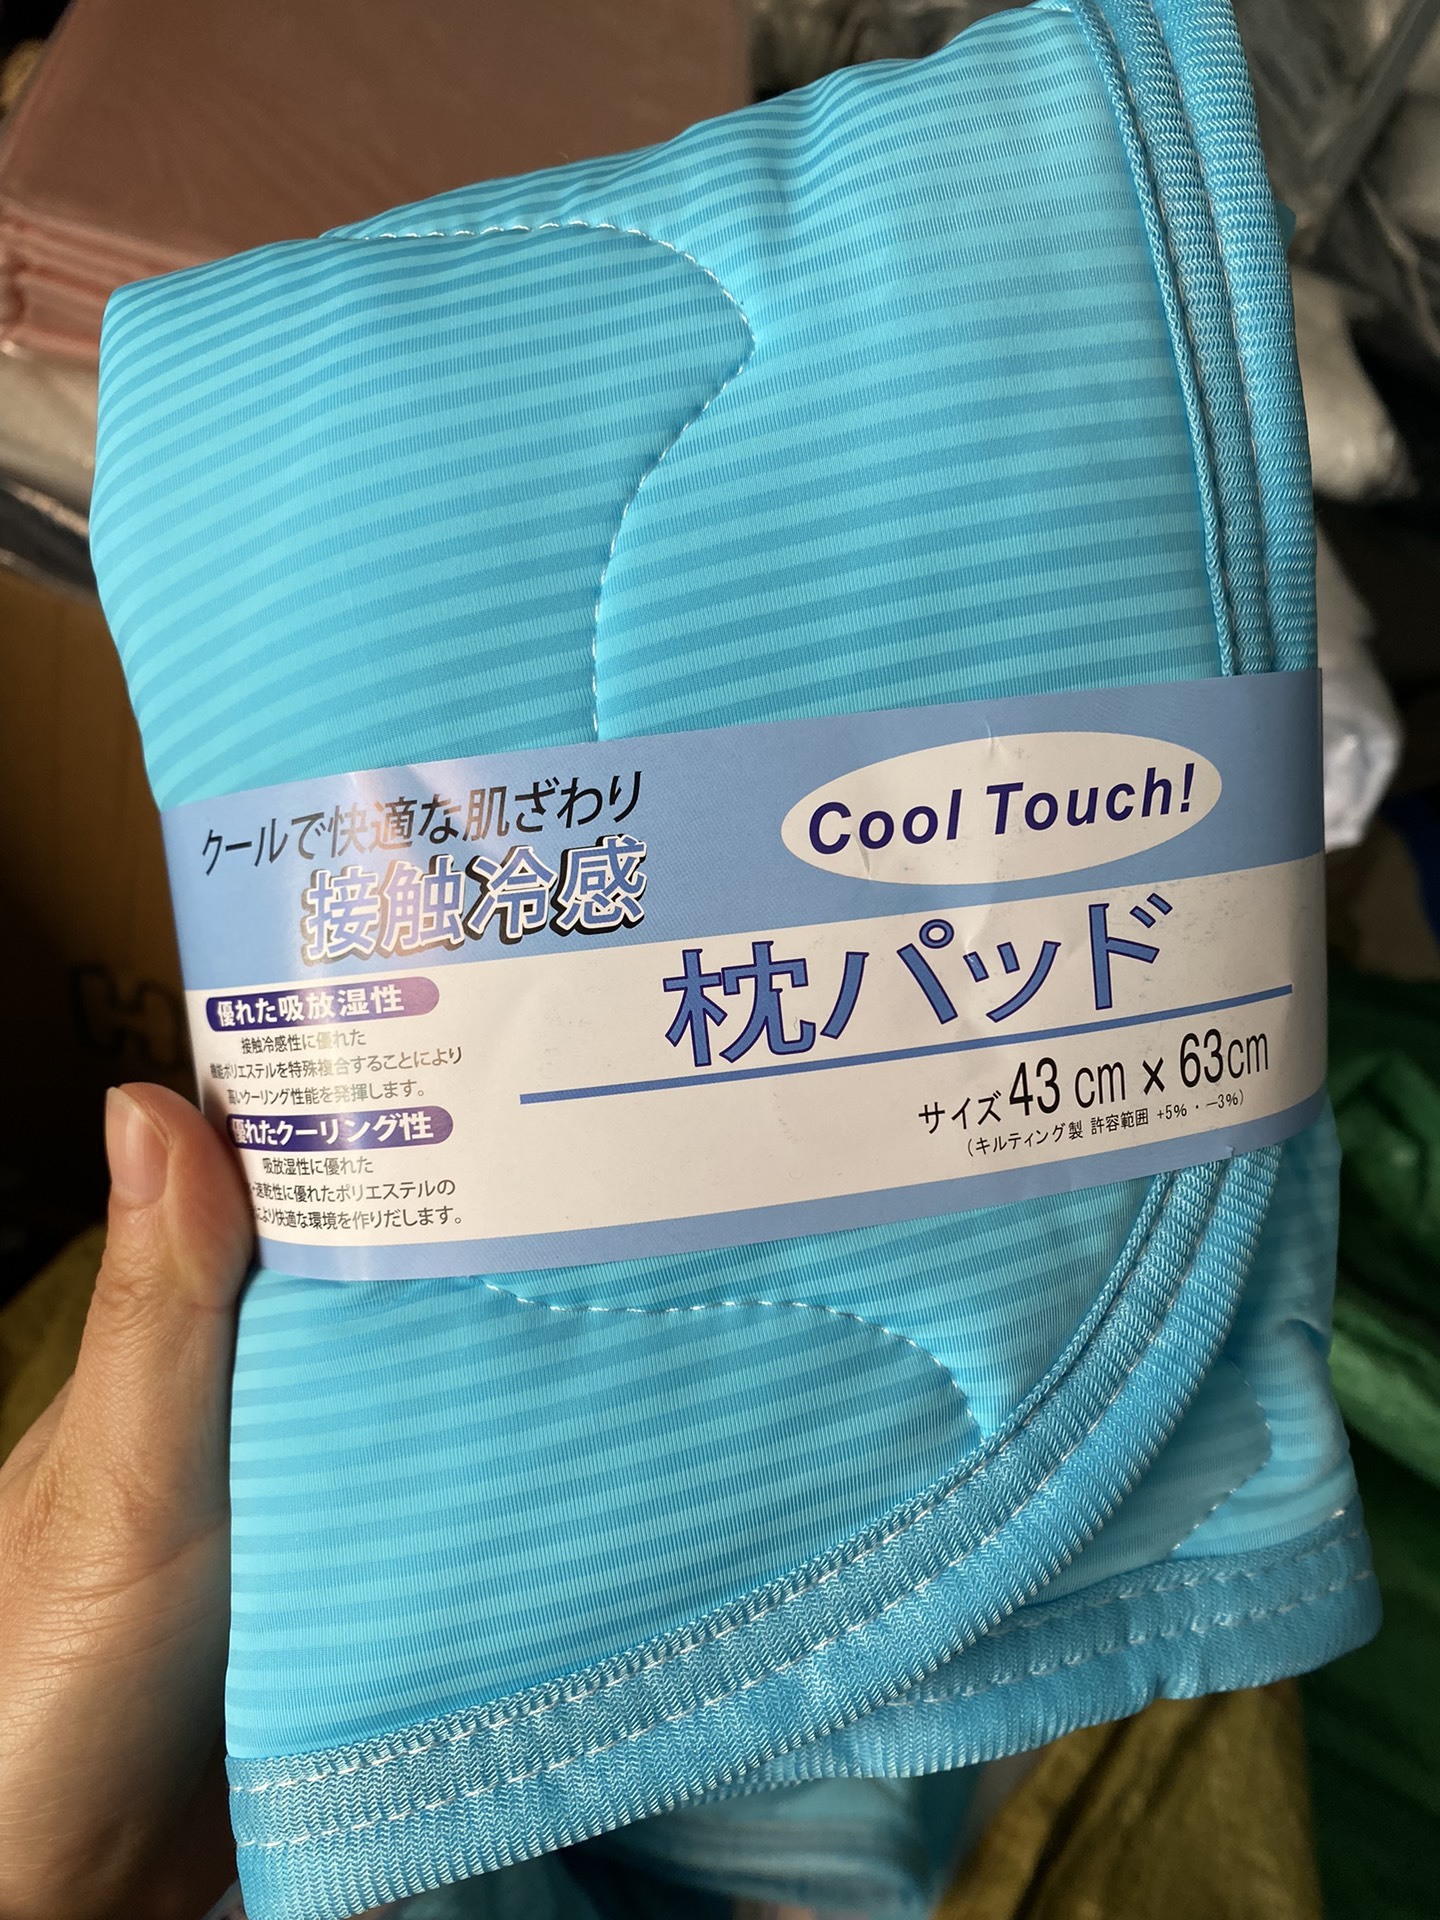 クールで快適な肌ざわり
接触冷感
Cool Touch!
枕パッド
サイズ 43 cm × 63cm
(キルティング製 許容範囲 +5%・−3%)
優れた吸放湿性
接触冷感性に優れた
機能ポリエステルを特殊複合することにより
高いクーリング性能を発揮します。
優れたクーリング性
吸放湿性に優れた
速乾性に優れたポリエステルの
より快適な環境を作りだします。